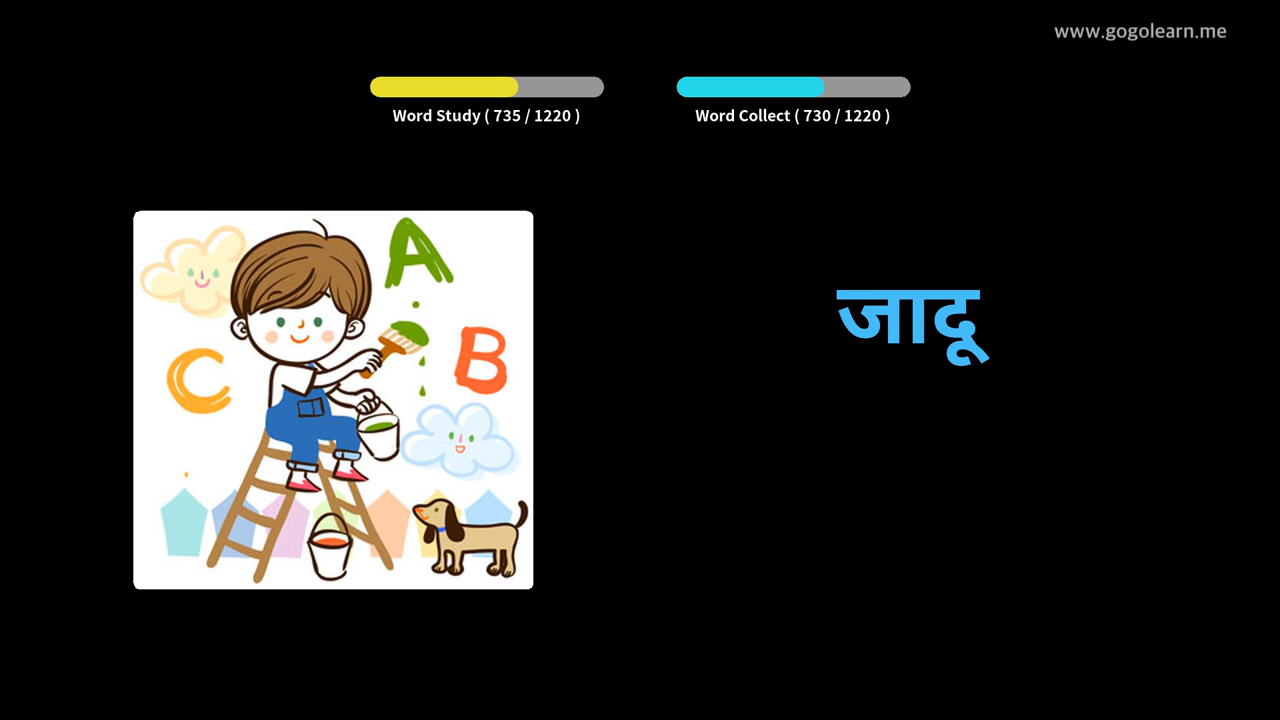 www.gogolearn.me
Word Study ( 735 / 1220 )
Word Collect ( 730 / 1220 )
A
B
C
जादू